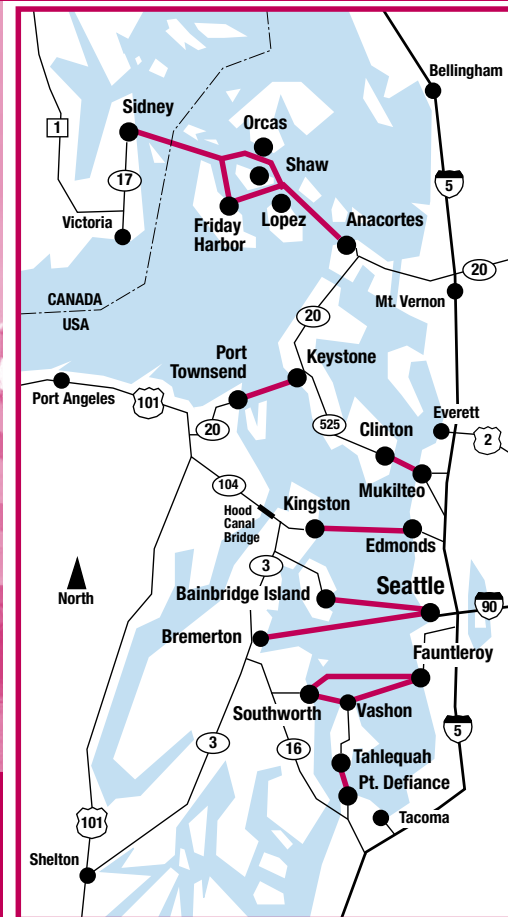 Bellingham
Sidney
Orcas
1
Shaw
5
17
Victoria
Friday
Harbor
Lopez
Anacortes
20
CANADA
USA
Mt. Vernon
20
Port
Townsend
Keystone
Port Angeles
101
20
525
Everett
Clinton
2
Mukilteo
104
Hood
Canal
Bridge
Kingston
Edmonds
3
North
Bainbridge Island
Seattle
90
Bremerton
Fauntleroy
Southworth
Vashon
5
3
16
Tahlequah
Pt. Defiance
101
Tacoma
Shelton